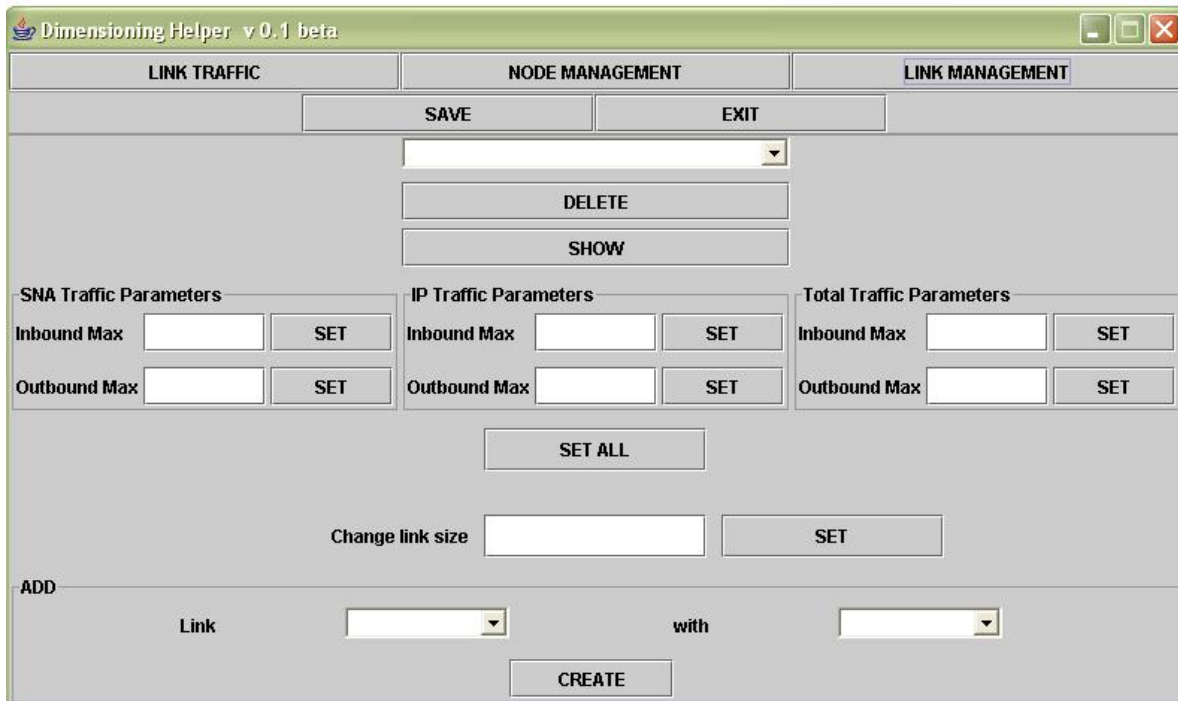 Dimensioning Helper v 0.1 beta
LINK TRAFFIC NODE MANAGEMENT LINK MANAGEMENT
SAVE EXIT
DELETE
SHOW
SNA Traffic Parameters IP Traffic Parameters Total Traffic Parameters
Inbound Max SET Inbound Max SET Inbound Max SET
Outbound Max SET Outbound Max SET Outbound Max SET
SET ALL
Change link size SET
ADD
Link with
CREATE